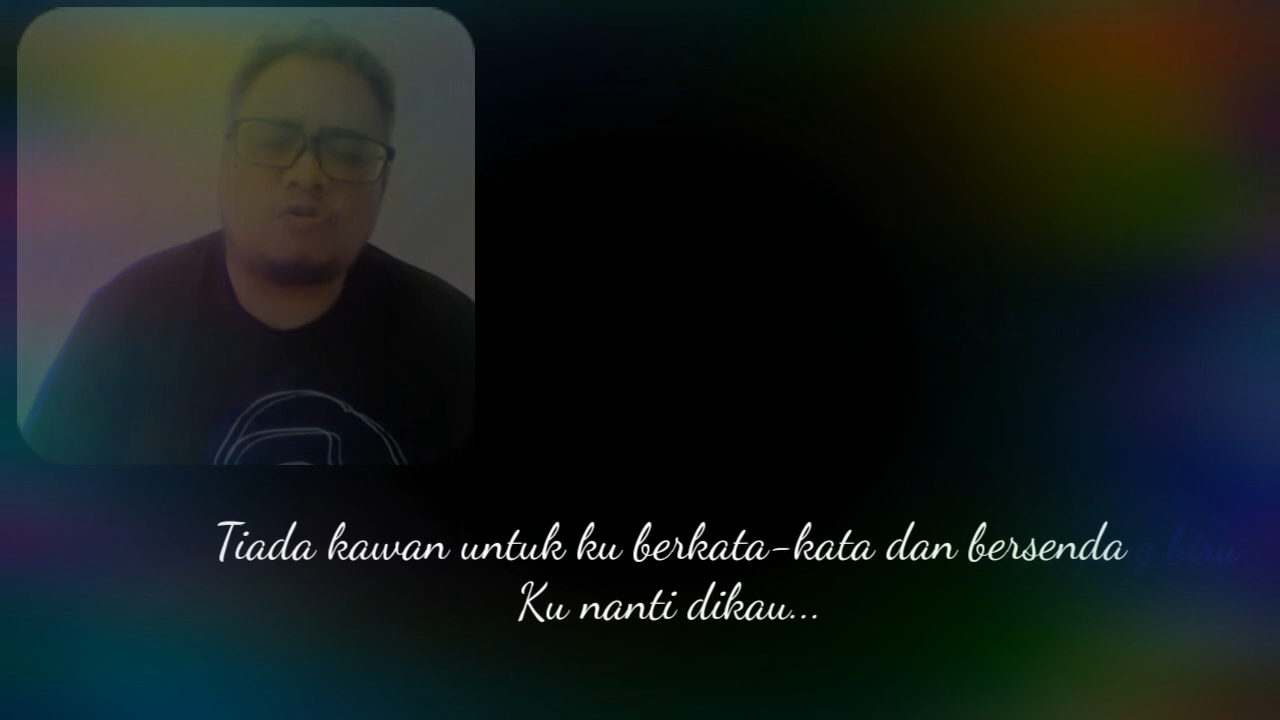 Tiada kawan untuk ku berkata-kata dan bersenda
Ku nanti dikau...